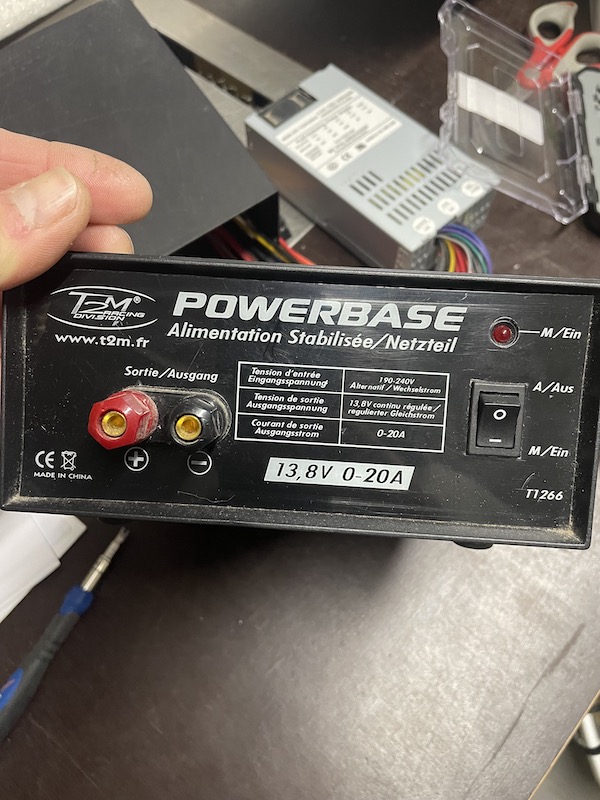 T2M
RACING
DIVISION
www.t2m.fr
POWERBASE
Alimentation Stabilisée/Netzteil
M/Ein
Sortie/Ausgang
Tension d'entrée
Eingangsspannung
190-240V
Alternatif / Wechselstrom
Tension de sortie
Ausgangsspannung
13,8V continu régulée /
regulierter Gleichstrom
Courant de sortie
Ausgangsstrom
0-20A
A/Aus
M/Ein
+
−
CE
MADE IN CHINA
13,8V 0-20A
T1266